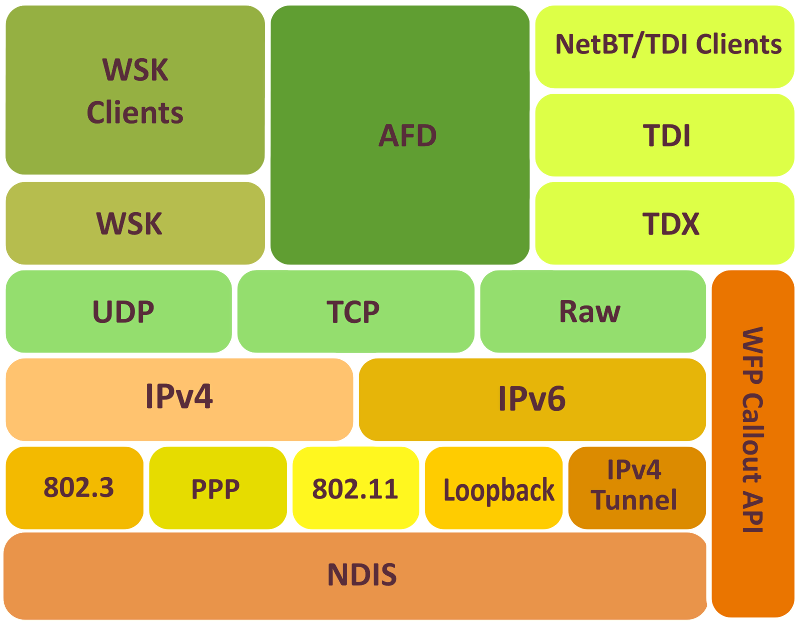 WSK
Clients
AFD
NetBT/TDI Clients
TDI
WSK
TDX
UDP
TCP
Raw
WFP Callout API
IPv4
IPv6
802.3
PPP
802.11
Loopback
IPv4
Tunnel
NDIS